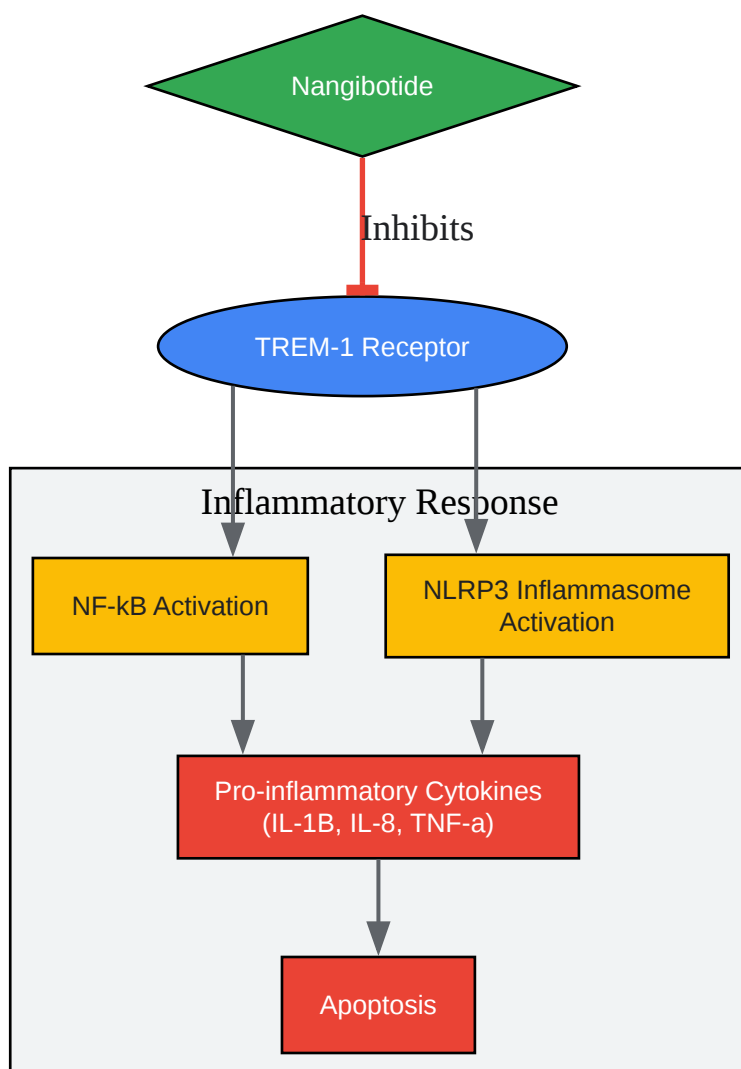 Nangibotide
Inhibits
TREM-1 Receptor
Inflammatory Response
NF-kB Activation
NLRP3 Inflammasome
Activation
Pro-inflammatory Cytokines
(IL-1B, IL-8, TNF-a)
Apoptosis